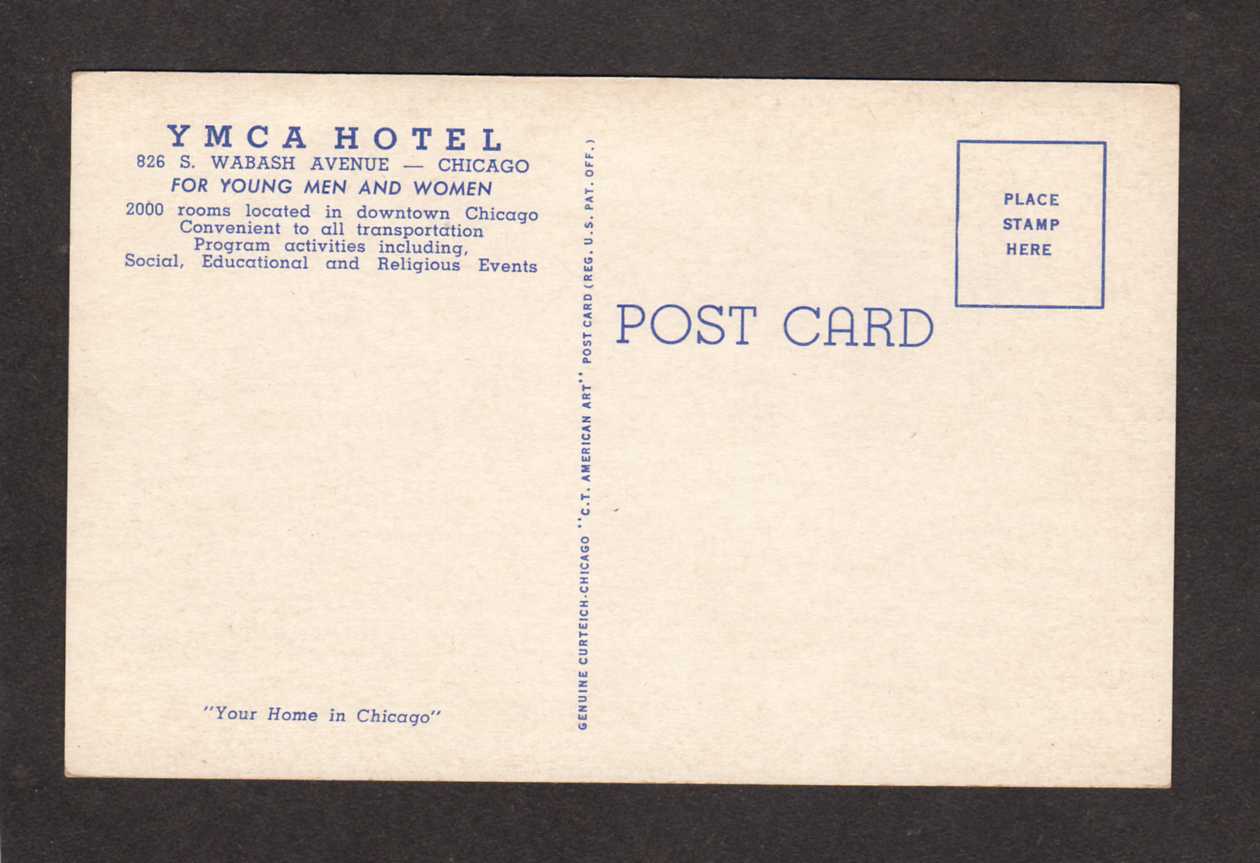 YMCA HOTEL
826 S. WABASH AVENUE — CHICAGO
FOR YOUNG MEN AND WOMEN
2000 rooms located in downtown Chicago
Convenient to all transportation
Program activities including,
Social, Educational and Religious Events
"Your Home in Chicago"
GENUINE CURTEICH-CHICAGO "C.T. AMERICAN ART" POST CARD (REG. U.S. PAT. OFF.)
POST CARD
PLACE
STAMP
HERE